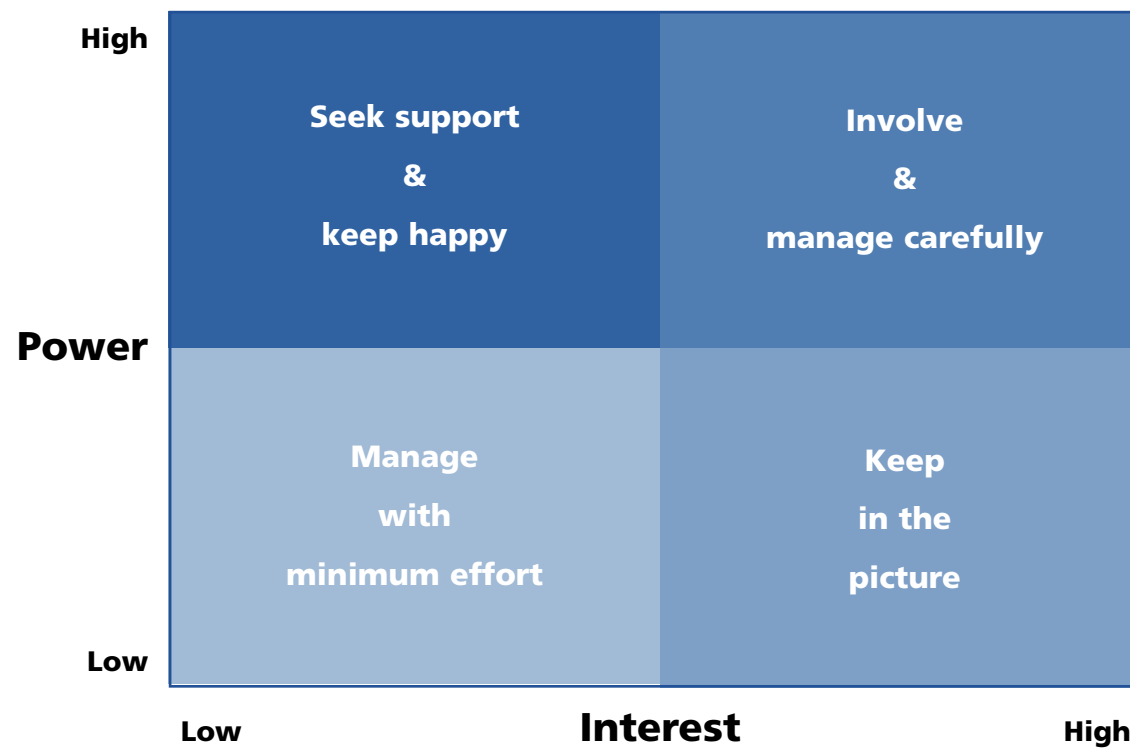 High
Seek support
&
keep happy
Involve
&
manage carefully
Power
Manage
with
minimum effort
Keep
in the
picture
Low
Low
Interest
High